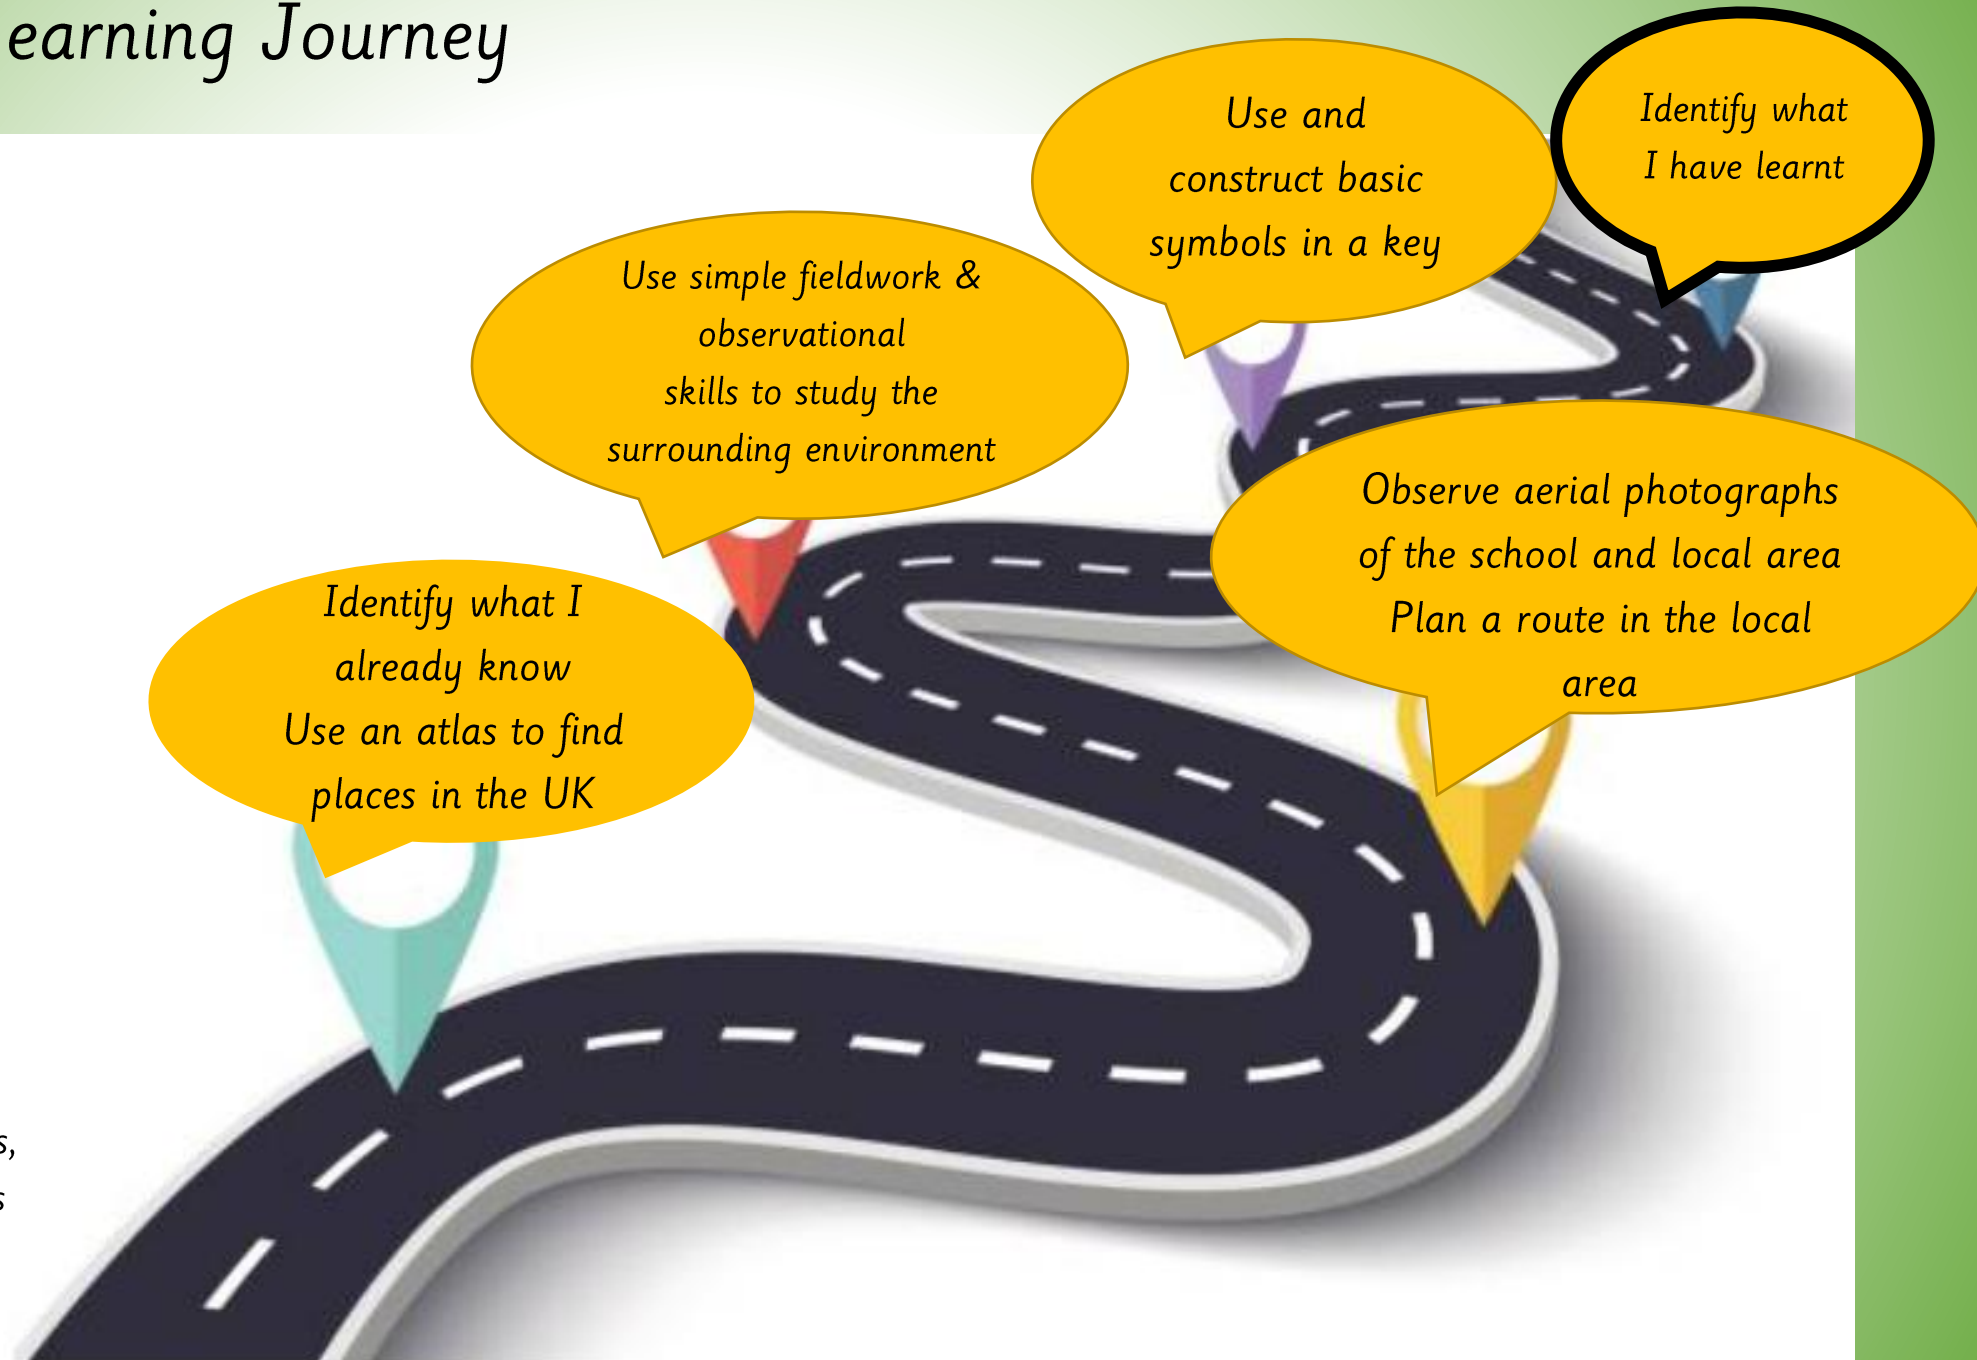 earning Journey
Use and
construct basic
symbols in a key
Identify what
I have learnt
Use simple fieldwork &
observational
skills to study the
surrounding environment
Observe aerial photographs
of the school and local area
Plan a route in the local
area
Identify what I
already know
Use an atlas to find
places in the UK
s,
s